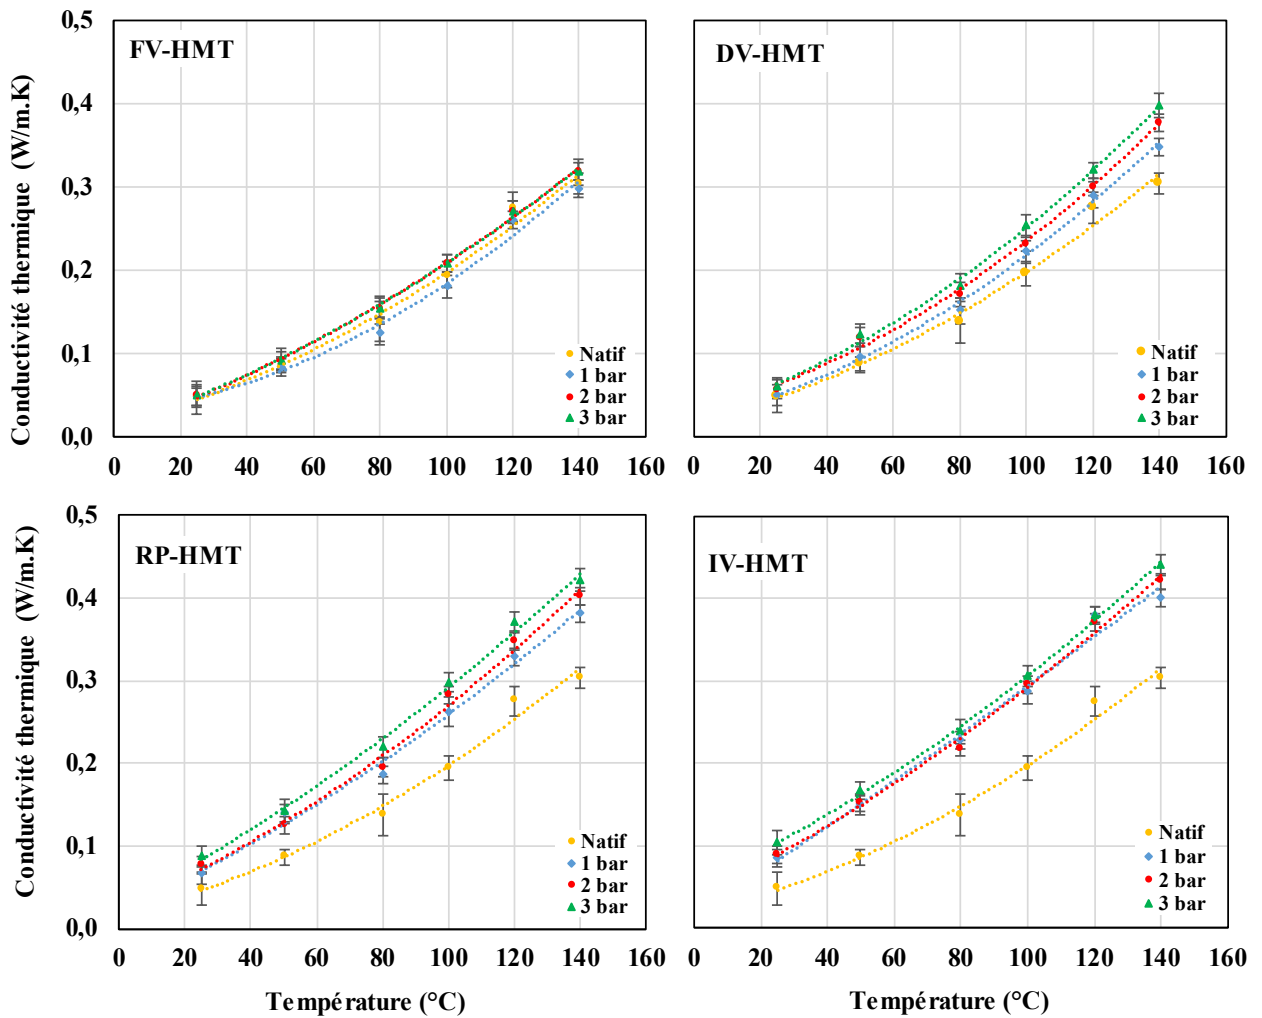 Conductivité thermique (W/m.K)
0,5
0,4
0,3
0,2
0,1
0,0
FV-HMT
Natif
1 bar
2 bar
3 bar
0 20 40 60 80 100 120 140 160
DV-HMT
Natif
1 bar
2 bar
3 bar
0 20 40 60 80 100 120 140 160
Conductivité thermique (W/m.K)
0,5
0,4
0,3
0,2
0,1
0,0
RP-HMT
Natif
1 bar
2 bar
3 bar
0 20 40 60 80 100 120 140 160
Température (°C)
IV-HMT
Natif
1 bar
2 bar
3 bar
0 20 40 60 80 100 120 140 160
Température (°C)